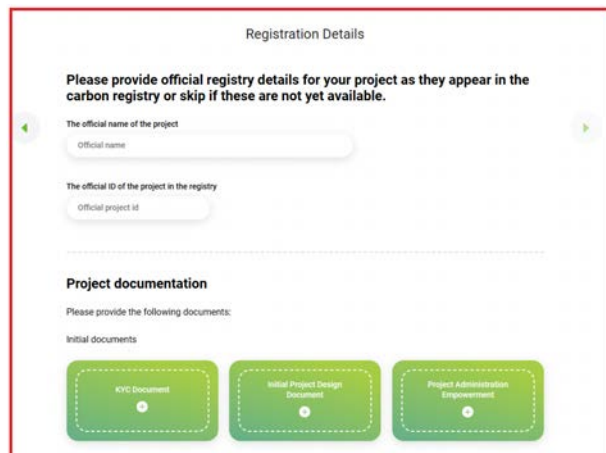 Registration Details
Please provide official registry details for your project as they appear in the
carbon registry or skip if these are not yet available.
The official name of the project
Official name
The official ID of the project in the registry
Official project id
Project documentation
Please provide the following documents:
Initial documents
KYC Document
Initial Project Design
Document
Project Administration
Empowerment